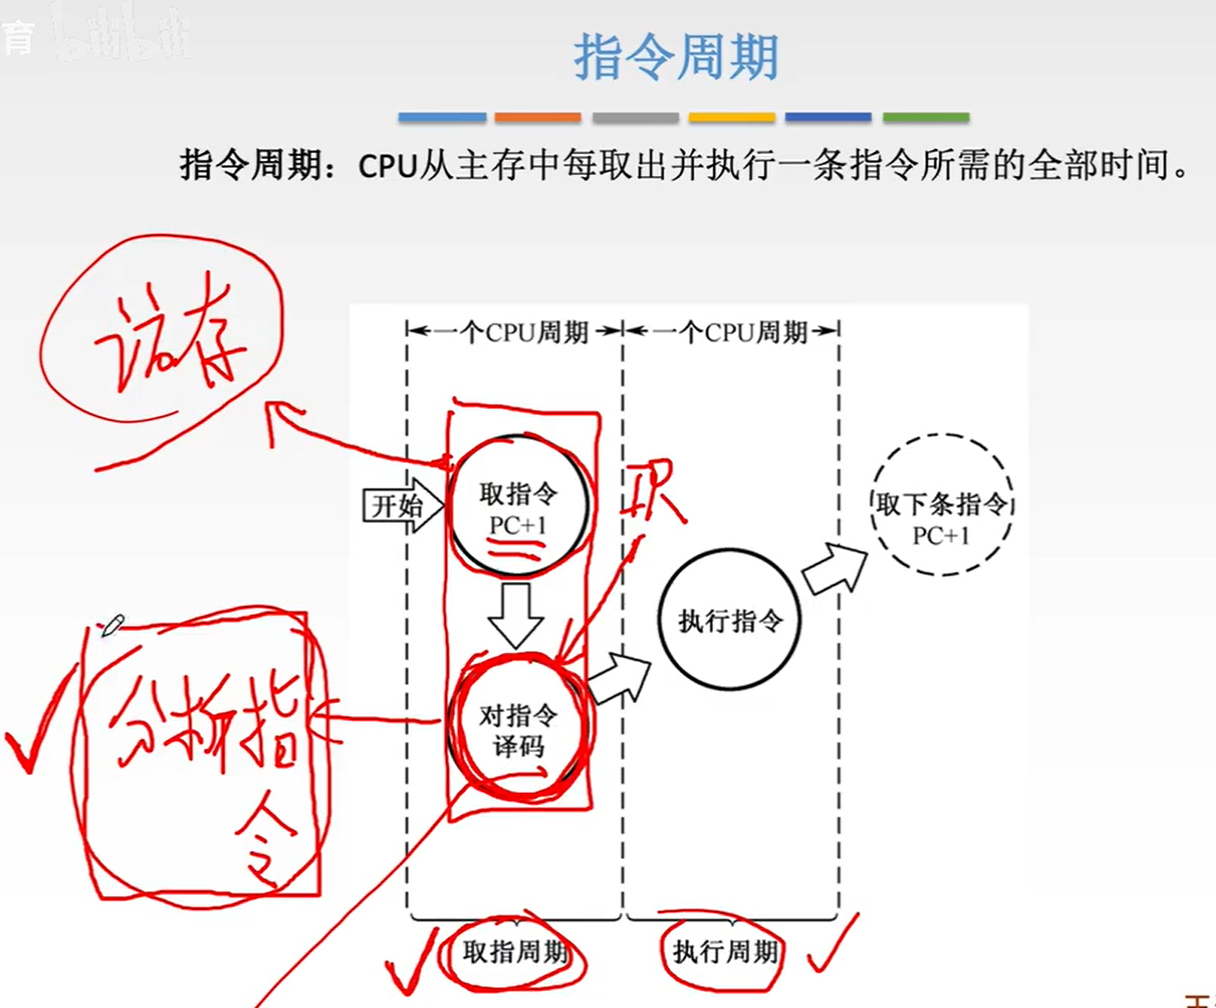 育 bilibili
指令周期
指令周期：CPU从主存中每取出并执行一条指令所需的全部时间。
访存
一个CPU周期 一个CPU周期
开始
取指令
PC+1
IR
取下条指令
PC+1
执行指令
对指令
译码
分析指
令
取指周期 执行周期